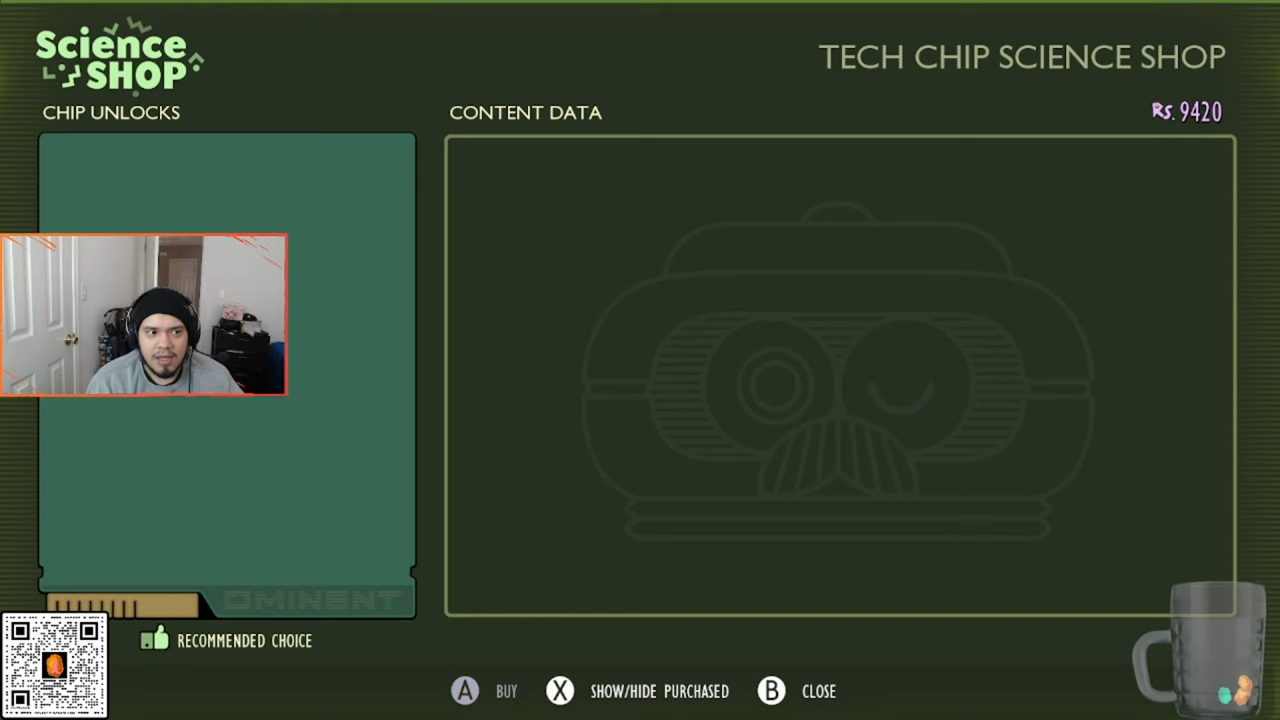 Science
SHOP
TECH CHIP SCIENCE SHOP
CHIP UNLOCKS
CONTENT DATA
Rs. 9420
OMINENT
RECOMMENDED CHOICE
A BUY X SHOW/HIDE PURCHASED B CLOSE